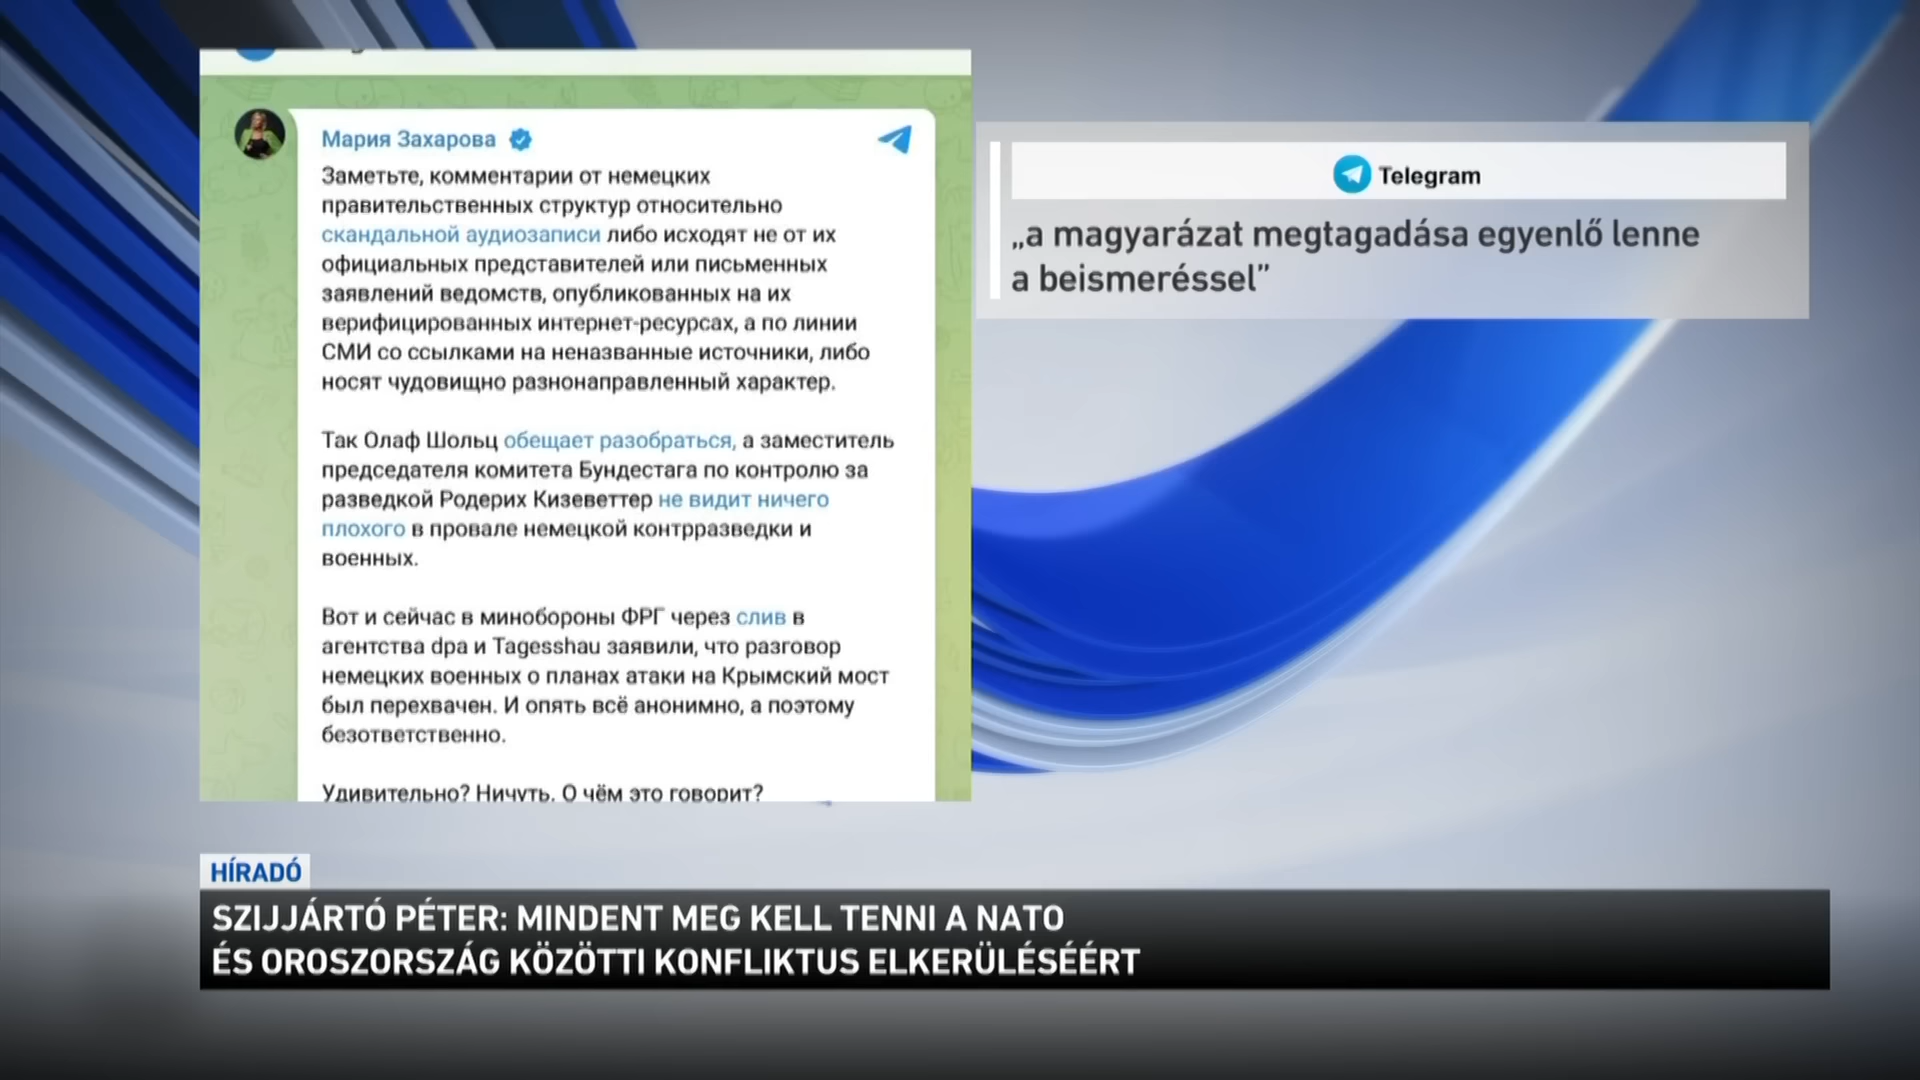 Мария Захарова
Заметьте, комментарии от немецких
правительственных структур относительно
скандальной аудиозаписи либо исходят не от их
официальных представителей или письменных
заявлений ведомств, опубликованных на их
верифицированных интернет-ресурсах, а по линии
СМИ со ссылками на неназванные источники, либо
носят чудовищно разнонаправленный характер.
Так Олаф Шольц обещает разобраться, а заместитель
председателя комитета Бундестага по контролю за
разведкой Родерих Кизеветтер не видит ничего
плохого в провале немецкой контрразведки и
военных.
Вот и сейчас в минобороны ФРГ через слив в
агентства dpa и Tagesshau заявили, что разговор
немецких военных о планах атаки на Крымский мост
был перехвачен. И опять всё анонимно, а поэтому
безответственно.
Удивительно? Ничуть. О чём это говорит?
Telegram
„a magyarázat megtagadása egyenlő lenne
a beismeréssel”
HÍRADÓ
SZIJJÁRTÓ PÉTER: MINDENT MEG KELL TENNI A NATO
ÉS OROSZORSZÁG KÖZÖTTI KONFLIKTUS ELKERÜLÉSÉÉRT